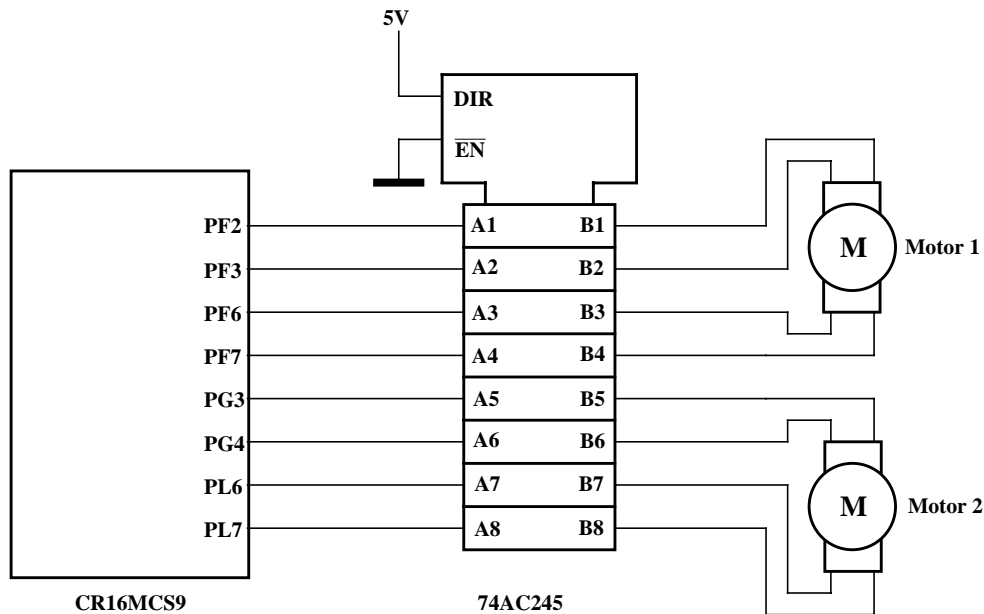 5V
DIR
EN
PF2 A1 B1
PF3 A2 B2 M Motor 1
PF6 A3 B3
PF7 A4 B4
PG3 A5 B5
PG4 A6 B6
PL6 A7 B7 M Motor 2
PL7 A8 B8
CR16MCS9 74AC245